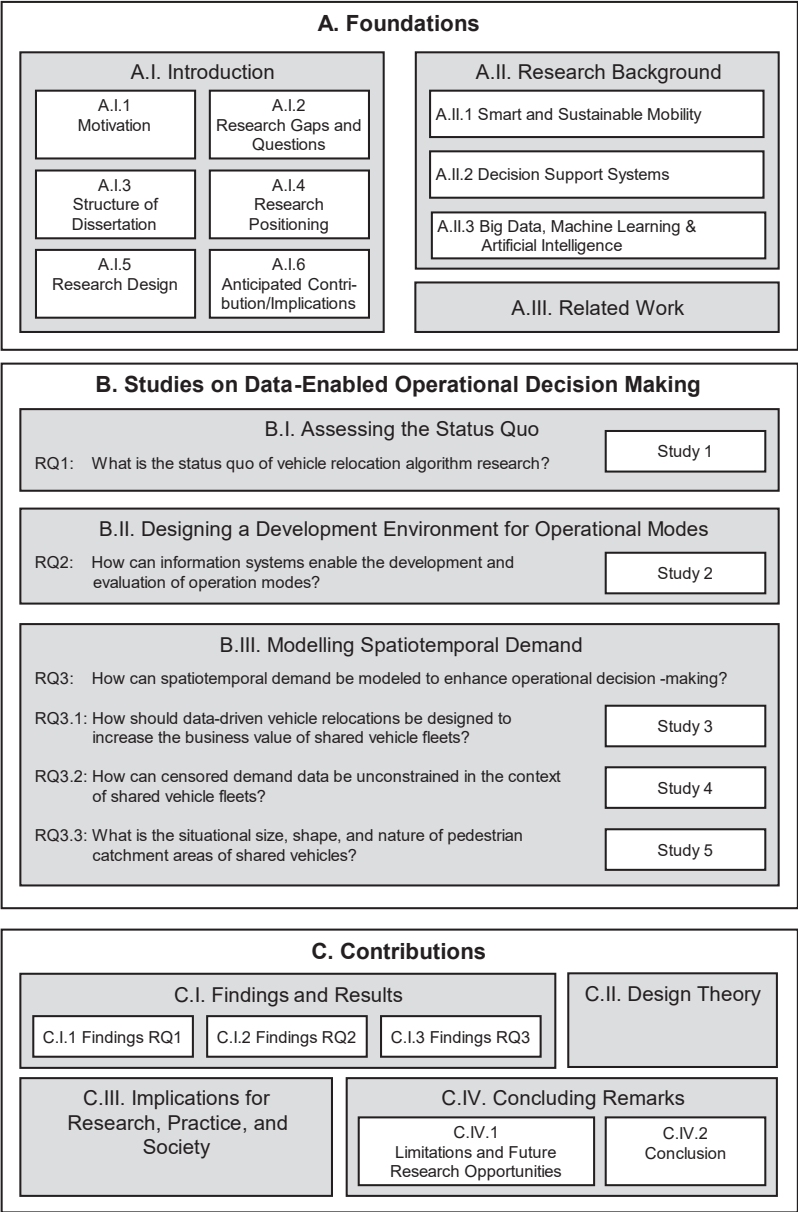 A. Foundations
A.I. Introduction
A.I.1
Motivation
A.I.2
Research Gaps and
Questions
A.I.3
Structure of
Dissertation
A.I.4
Research
Positioning
A.I.5
Research Design
A.I.6
Anticipated Contri-
bution/Implications
A.II. Research Background
A.II.1 Smart and Sustainable Mobility
A.II.2 Decision Support Systems
A.II.3 Big Data, Machine Learning &
Artificial Intelligence
A.III. Related Work
B. Studies on Data-Enabled Operational Decision Making
B.I. Assessing the Status Quo
RQ1: What is the status quo of vehicle relocation algorithm research?
Study 1
B.II. Designing a Development Environment for Operational Modes
RQ2: How can information systems enable the development and
evaluation of operation modes?
Study 2
B.III. Modelling Spatiotemporal Demand
RQ3: How can spatiotemporal demand be modeled to enhance operational decision -making?
RQ3.1: How should data-driven vehicle relocations be designed to
increase the business value of shared vehicle fleets?
Study 3
RQ3.2: How can censored demand data be unconstrained in the context
of shared vehicle fleets?
Study 4
RQ3.3: What is the situational size, shape, and nature of pedestrian
catchment areas of shared vehicles?
Study 5
C. Contributions
C.I. Findings and Results
C.I.1 Findings RQ1
C.I.2 Findings RQ2
C.I.3 Findings RQ3
C.II. Design Theory
C.III. Implications for
Research, Practice, and
Society
C.IV. Concluding Remarks
C.IV.1
Limitations and Future
Research Opportunities
C.IV.2
Conclusion